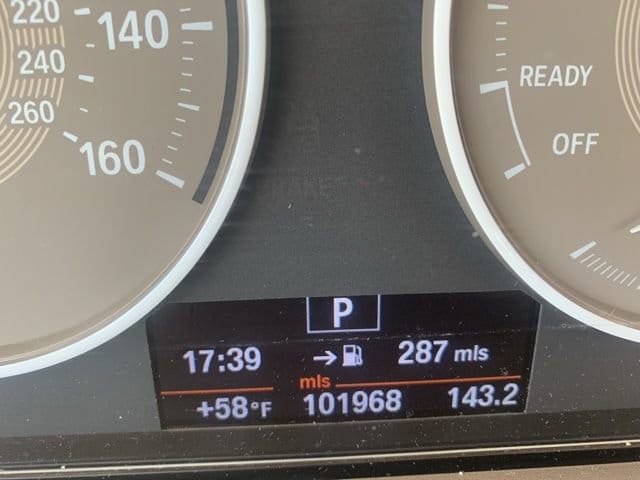 220
140
240
260
160
READY
OFF
P
17:39 → 287 mls
mls
+58°F 101968 143.2